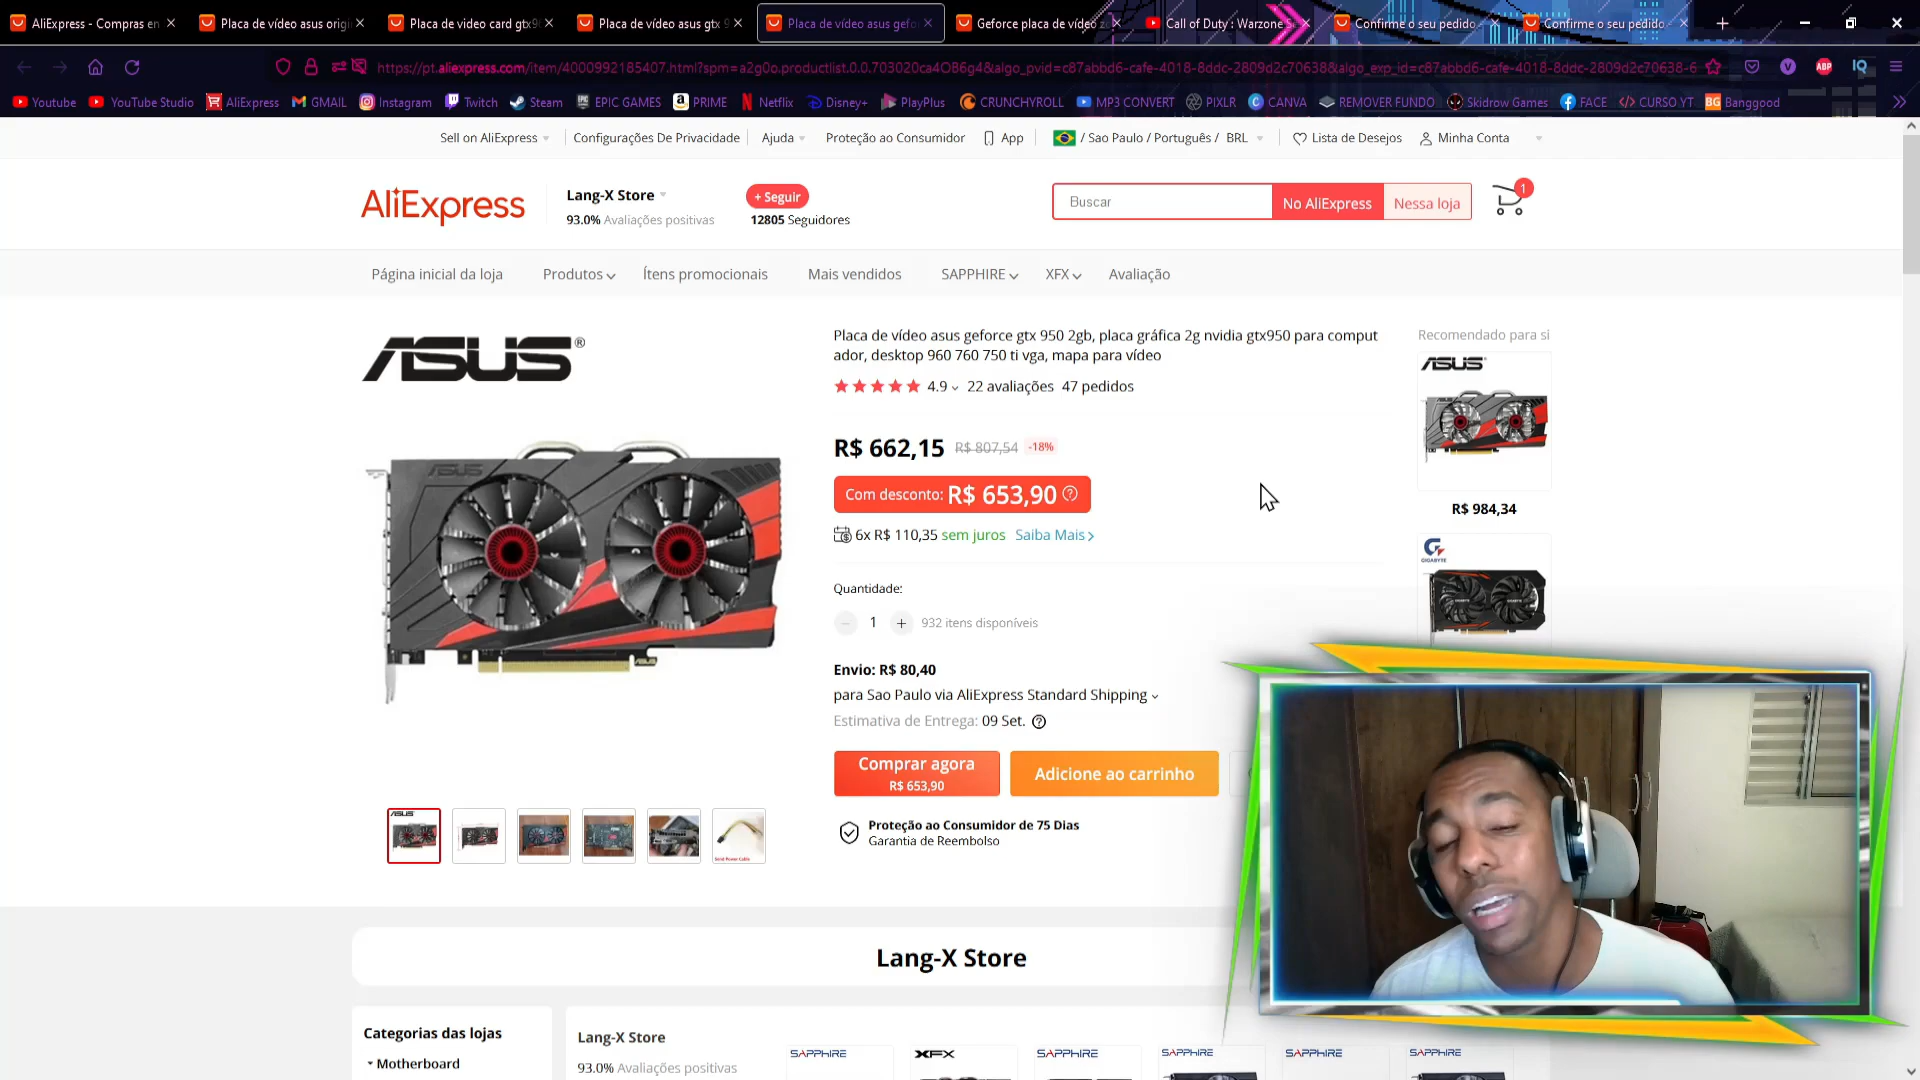 AliExpress - Compras en
Placa de vídeo asus origi
Placa de video card gtx9
Placa de vídeo asus gtx 9
Placa de vídeo asus gefo
Geforce placa de vídeo z
Call of Duty : Warzone S
Confirme o seu pedido -
Confirme o seu pedido -
https://pt.aliexpress.com/item/4000992185407.html?spm=a2g0o.productlist.0.0.703020ca4OB6g4&algo_pvid=c87abbd6-cafe-4018-8ddc-2809d2c70638&algo_exp_id=c87abbd6-cafe-4018-8ddc-2809d2c70638-6
V ABP IQ
Youtube YouTube Studio AliExpress GMAIL Instagram Twitch Steam EPIC GAMES PRIME Netflix Disney+ PlayPlus CRUNCHYROLL MP3 CONVERT PIXLR CANVA REMOVER FUNDO Skidrow Games FACE CURSO YT BG Banggood
Sell on AliExpress Configurações De Privacidade Ajuda Proteção ao Consumidor App / Sao Paulo / Português / BRL Lista de Desejos Minha Conta
AliExpress
Lang-X Store
93.0% Avaliações positivas
+ Seguir
12805 Seguidores
Buscar No AliExpress Nessa loja 1
Página inicial da loja Produtos Ítens promocionais Mais vendidos SAPPHIRE XFX Avaliação
ASUS®
ASUS
Placa de vídeo asus geforce gtx 950 2gb, placa gráfica 2g nvidia gtx950 para comput
ador, desktop 960 760 750 ti vga, mapa para vídeo
4.9 22 avaliações 47 pedidos
R$ 662,15 R$ 807,54 -18%
Com desconto: R$ 653,90
6x R$ 110,35 sem juros Saiba Mais
Quantidade:
1 + 932 itens disponíveis
Envio: R$ 80,40
para Sao Paulo via AliExpress Standard Shipping
Estimativa de Entrega: 09 Set.
Comprar agora
R$ 653,90
Adicione ao carrinho
Proteção ao Consumidor de 75 Dias
Garantia de Reembolso
Recomendado para si
ASUS
R$ 984,34
GIGABYTE
Lang-X Store
Categorias das lojas
Motherboard
Lang-X Store
93.0% Avaliações positivas
SAPPHIRE XFX SAPPHIRE SAPPHIRE SAPPHIRE SAPPHIRE